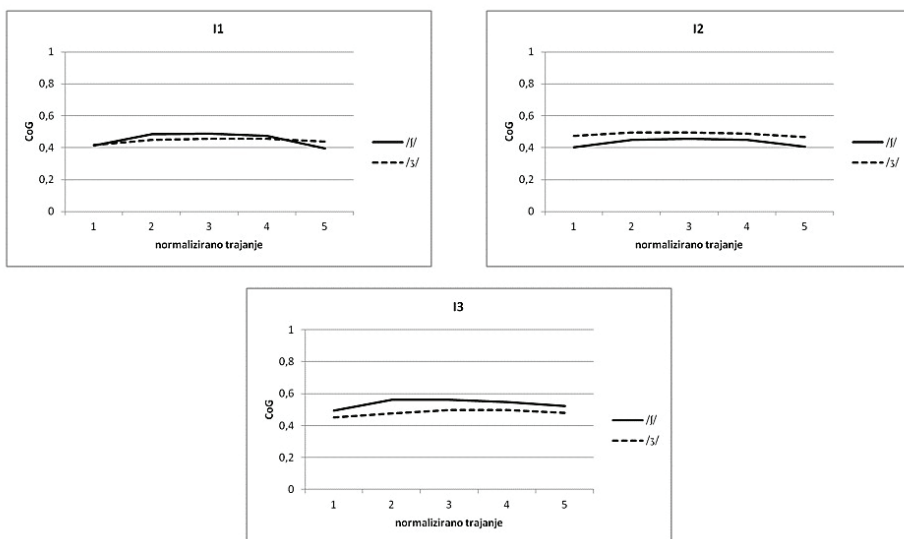 I1
1
0,8
0,6
0,4
0,2
0
CoG
1 2 3 4 5
normalizirano trajanje
/ʃ/
/ʒ/
I2
1
0,8
0,6
0,4
0,2
0
CoG
1 2 3 4 5
normalizirano trajanje
/ʃ/
/ʒ/
I3
1
0,8
0,6
0,4
0,2
0
CoG
1 2 3 4 5
normalizirano trajanje
/ʃ/
/ʒ/